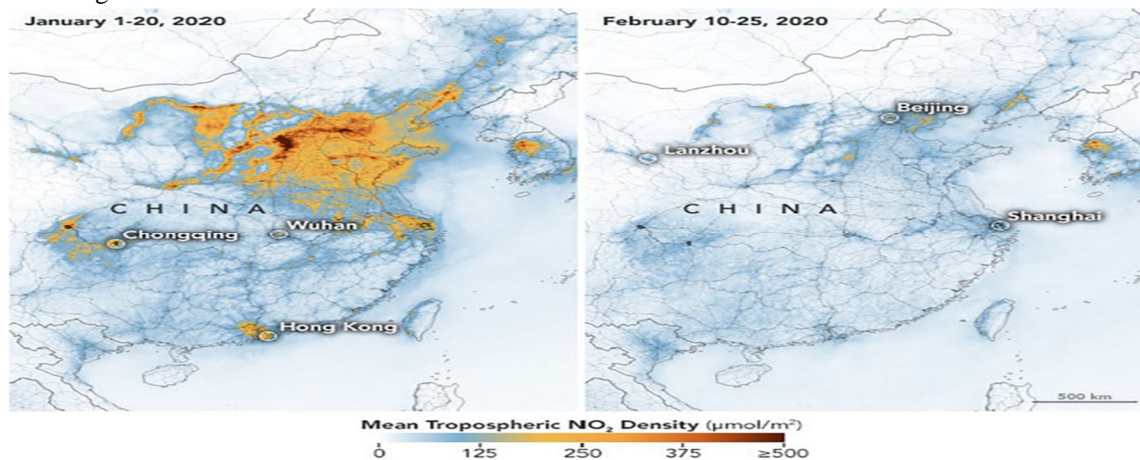 January 1-20, 2020
CHINA
Chongqing
Wuhan
Hong Kong
February 10-25, 2020
Beijing
Lanzhou
CHINA
Shanghai
500 km
Mean Tropospheric NO₂ Density (μmol/m²)
0 125 250 375 ≥500